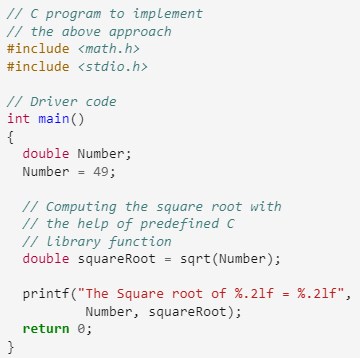 // C program to implement
// the above approach
#include <math.h>
#include <stdio.h>

// Driver code
int main()
{
  double Number;
  Number = 49;

  // Computing the square root with
  // the help of predefined C
  // library function
  double squareRoot = sqrt(Number);

  printf("The Square root of %.2lf = %.2lf",
         Number, squareRoot);
  return 0;
}